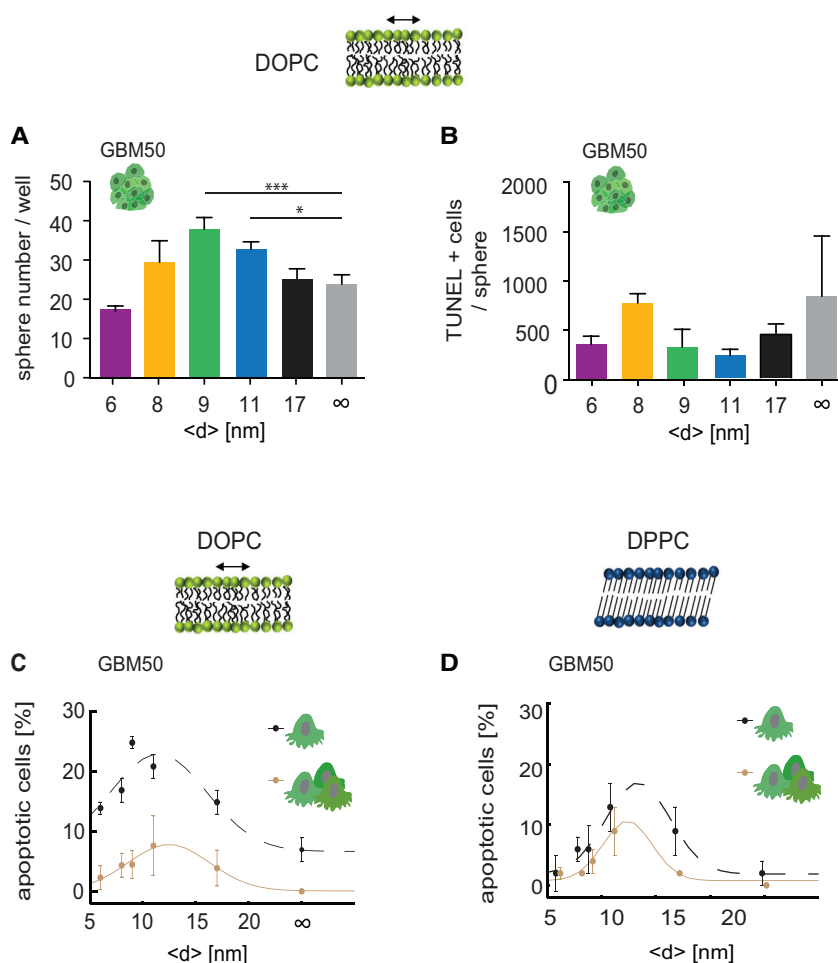 DOPC
A
B
GBM50
GBM50
sphere number / well
50
40
30
20
10
0
***
*
6 8 9 11 17 ∞
<d> [nm]
TUNEL + cells
/ sphere
2000
1500
1000
500
0
6 8 9 11 17 ∞
<d> [nm]
DOPC
DPPC
C
GBM50
D
GBM50
apoptotic cells [%]
30
20
10
0
5 10 15 20 ∞
<d> [nm]
apoptotic cells [%]
30
20
10
0
5 10 15 20
<d> [nm]